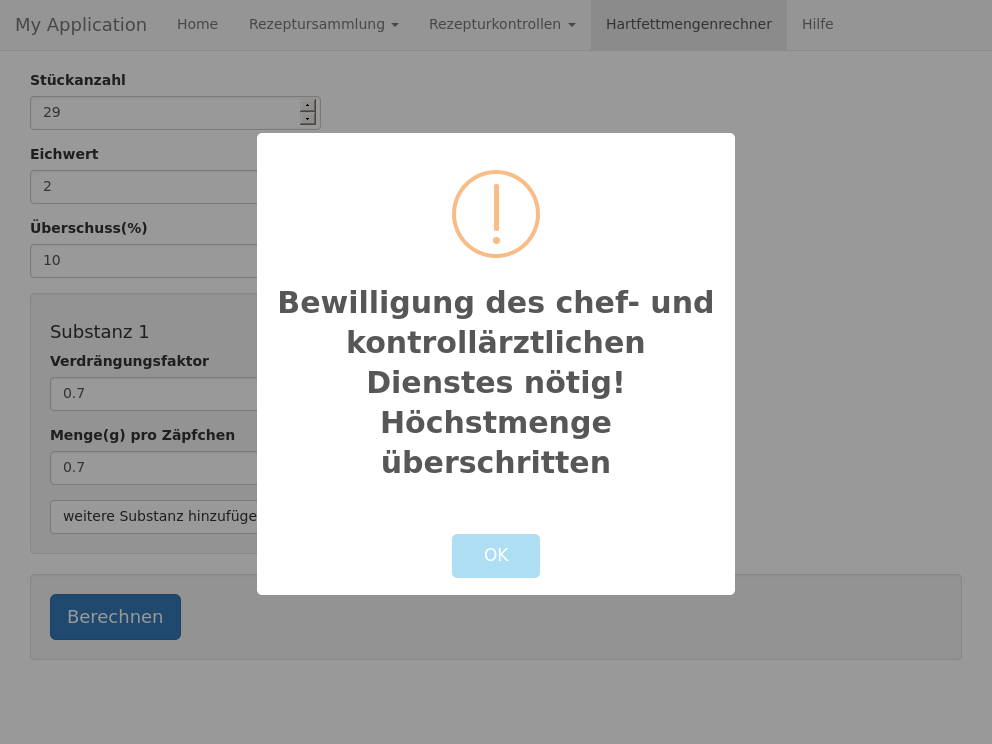 My Application Home Rezeptursammlung Rezepturkontrollen Hartfettmengenrechner Hilfe
Stückanzahl
29
Eichwert
2
Überschuss(%)
10
Substanz 1
Verdrängungsfaktor
0.7
Menge(g) pro Zäpfchen
0.7
weitere Substanz hinzufüge
Bewilligung des chef- und
kontrollärztlichen
Dienstes nötig!
Höchstmenge
überschritten
OK
Berechnen